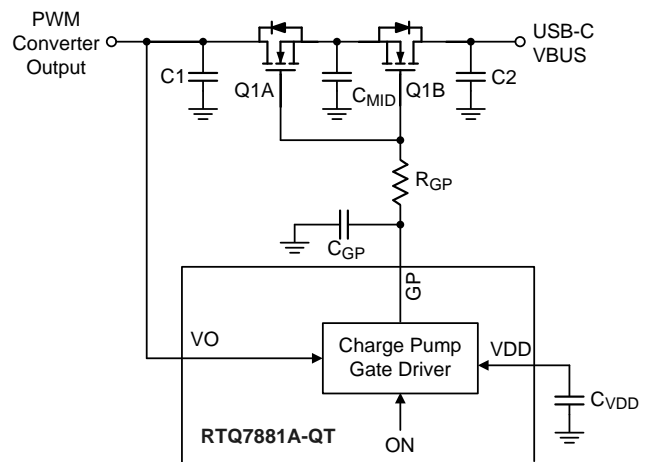 PWM
Converter
Output
USB-C
VBUS
C1
Q1A
CMID
Q1B
C2
RGP
CGP
GP
VO
Charge Pump
Gate Driver
VDD
CVDD
RTQ7881A-QT
ON